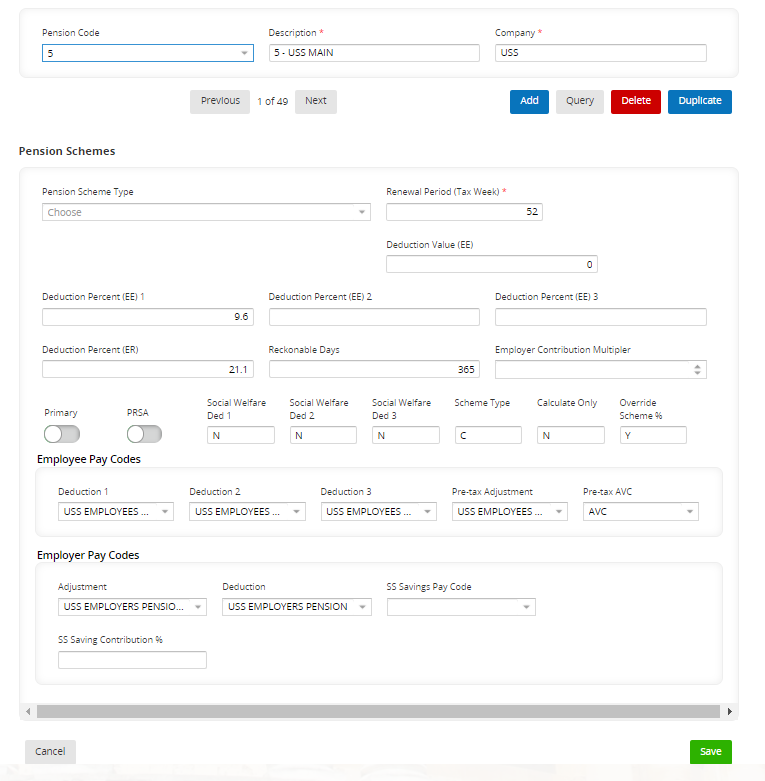 Pension Code Description * Company *
5 5 - USS MAIN USS
Previous 1 of 49 Next Add Query Delete Duplicate
Pension Schemes
Pension Scheme Type Renewal Period (Tax Week) *
Choose 52
Deduction Value (EE)
0
Deduction Percent (EE) 1 Deduction Percent (EE) 2 Deduction Percent (EE) 3
9.6
Deduction Percent (ER) Reckonable Days Employer Contribution Multipler
21.1 365
Primary PRSA Social Welfare Ded 1 Social Welfare Ded 2 Social Welfare Ded 3 Scheme Type Calculate Only Override Scheme %
N N N C N Y
Employee Pay Codes
Deduction 1 Deduction 2 Deduction 3 Pre-tax Adjustment Pre-tax AVC
USS EMPLOYEES ... USS EMPLOYEES ... USS EMPLOYEES ... USS EMPLOYEES ... AVC
Employer Pay Codes
Adjustment Deduction SS Savings Pay Code
USS EMPLOYERS PENSIO... USS EMPLOYERS PENSION
SS Saving Contribution %
Cancel Save